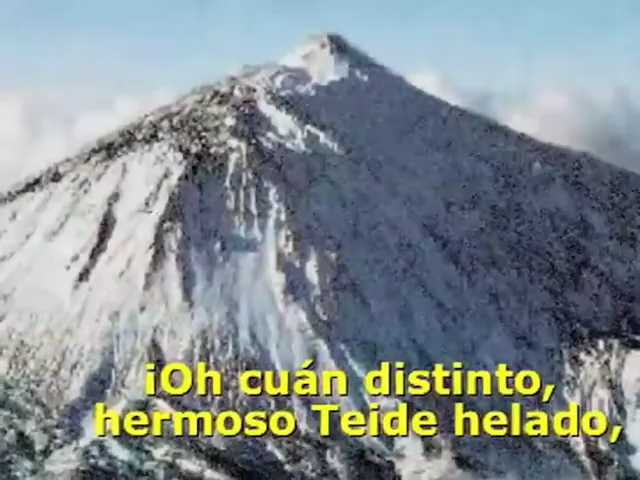 ¡Oh cuán distinto,
hermoso Teide helado,